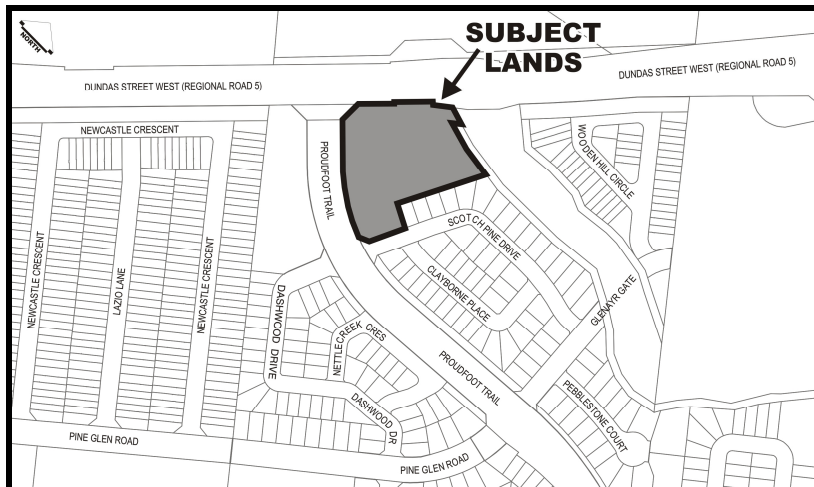 NORTH
SUBJECT
LANDS
DUNDAS STREET WEST (REGIONAL ROAD 5)
DUNDAS STREET WEST (REGIONAL ROAD 5)
NEWCASTLE CRESCENT
PROUDFOOT TRAIL
WOODEN HILL CIRCLE
SCOTCH PINE DRIVE
NEWCASTLE CRESCENT
LAZIO LANE
NEWCASTLE CRESCENT
CLAYBORNE PLACE
GLENAYR GATE
DASHWOOD DRIVE
NETTLECREEK CRES
PROUDFOOT TRAIL
DASHWOOD DR
PEBBLESTONE COURT
PINE GLEN ROAD
PINE GLEN ROAD